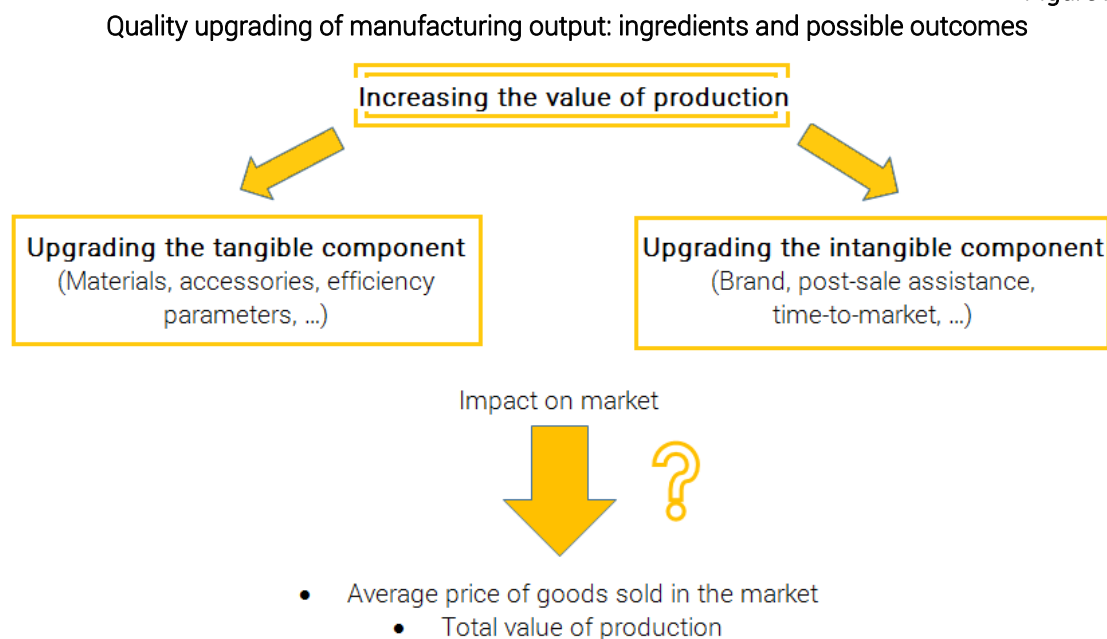 Quality upgrading of manufacturing output: ingredients and possible outcomes
Increasing the value of production
Upgrading the tangible component
(Materials, accessories, efficiency
parameters, ...)
Upgrading the intangible component
(Brand, post-sale assistance,
time-to-market, ...)
Impact on market
?
• Average price of goods sold in the market
• Total value of production